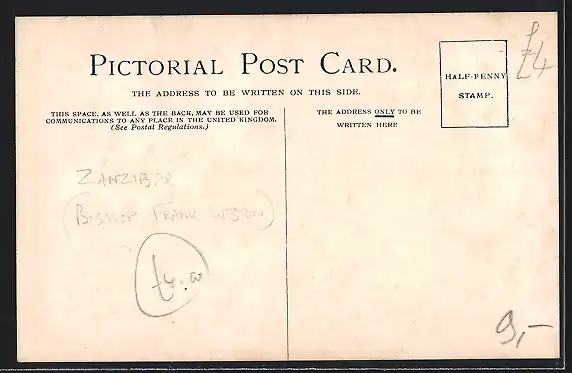 PICTORIAL POST CARD.
THE ADDRESS TO BE WRITTEN ON THIS SIDE.
THIS SPACE, AS WELL AS THE BACK, MAY BE USED FOR
COMMUNICATIONS TO ANY PLACE IN THE UNITED KINGDOM.
(See Postal Regulations.)
THE ADDRESS ONLY TO BE
WRITTEN HERE
HALF-PENNY
STAMP.
£4
ZANZIBAR
(BISHOP FRANK WESTON)
£4.00
9,-